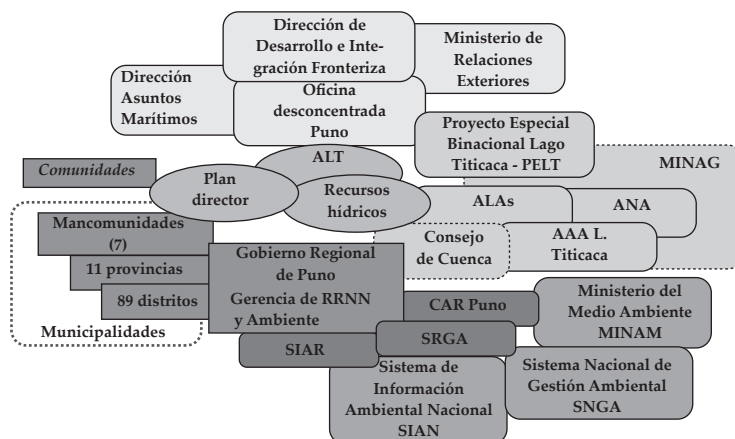 Dirección de
Desarrollo e Inte-
gración Fronteriza
Ministerio de
Relaciones
Exteriores
Dirección
Asuntos
Marítimos
Oficina
desconcentrada
Puno
Proyecto Especial
Binacional Lago
Titicaca - PELT
MINAG
ALT
Comunidades
Plan
director
Recursos
hídricos
ALAs
ANA
Mancomunidades
(7)
Consejo
de Cuenca
AAA L.
Titicaca
11 provincias
89 distritos
Municipalidades
Gobierno Regional
de Puno
Gerencia de RRNN
y Ambiente
CAR Puno
Ministerio del
Medio Ambiente
MINAM
SIAR
SRGA
Sistema de
Información
Ambiental Nacional
SIAN
Sistema Nacional de
Gestión Ambiental
SNGA